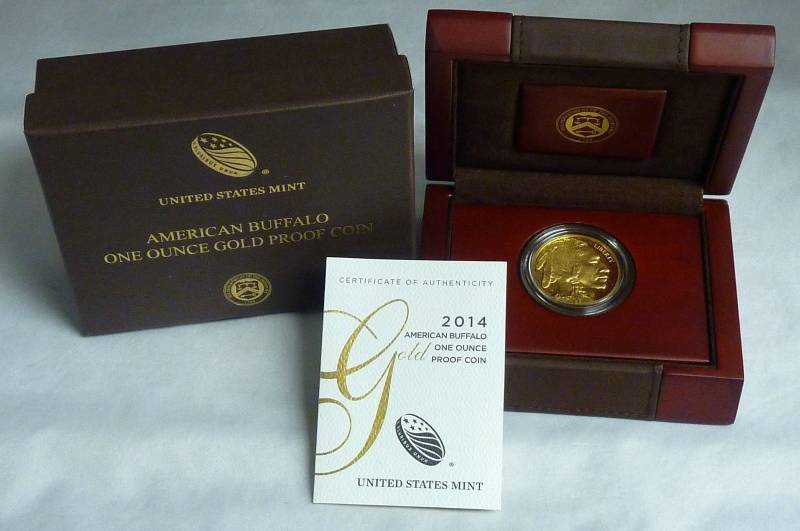 UNITED STATES MINT
AMERICAN BUFFALO
ONE OUNCE GOLD PROOF COIN
CERTIFICATE OF AUTHENTICITY
2014
AMERICAN BUFFALO
Gold ONE OUNCE
PROOF COIN
UNITED STATES MINT
LIBERTY